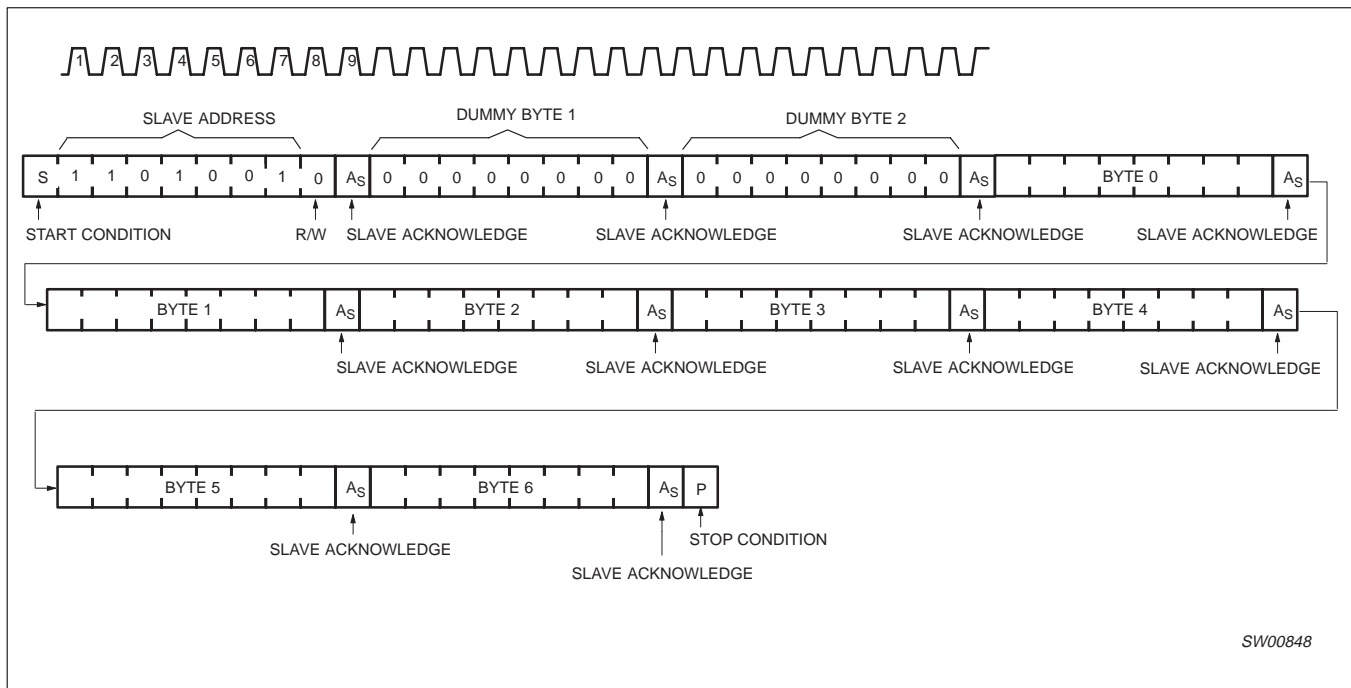 1 2 3 4 5 6 7 8 9
SLAVE ADDRESS DUMMY BYTE 1 DUMMY BYTE 2
S 1 1 0 1 0 0 1 0 AS 0 0 0 0 0 0 0 0 AS 0 0 0 0 0 0 0 0 AS BYTE 0 AS
START CONDITION R/W SLAVE ACKNOWLEDGE SLAVE ACKNOWLEDGE SLAVE ACKNOWLEDGE SLAVE ACKNOWLEDGE
BYTE 1 AS BYTE 2 AS BYTE 3 AS BYTE 4 AS
SLAVE ACKNOWLEDGE SLAVE ACKNOWLEDGE SLAVE ACKNOWLEDGE SLAVE ACKNOWLEDGE
BYTE 5 AS BYTE 6 AS P
SLAVE ACKNOWLEDGE STOP CONDITION
SLAVE ACKNOWLEDGE
SW00848